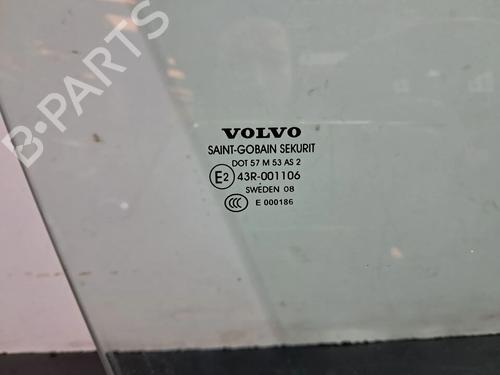 B-PARTS
VOLVO
SAINT-GOBAIN SEKURIT
DOT 57 M 53 AS 2
E2 43R-001106
SWEDEN 08
CCC E 000186